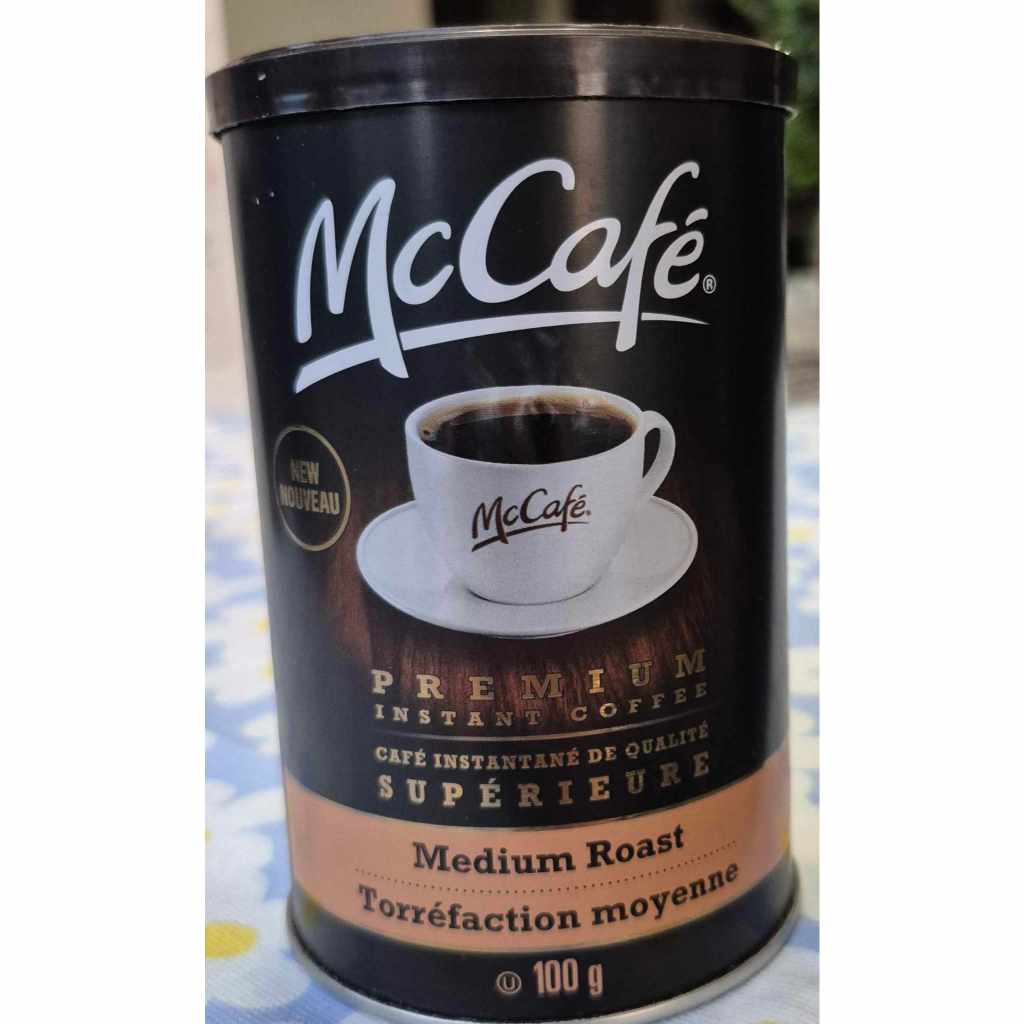 McCafé®
NEW
NOUVEAU
McCafé®
PREMIUM
INSTANT COFFEE
CAFÉ INSTANTANÉ DE QUALITÉ
SUPÉRIEURE
Medium Roast
Torréfaction moyenne
Ⓤ 100 g